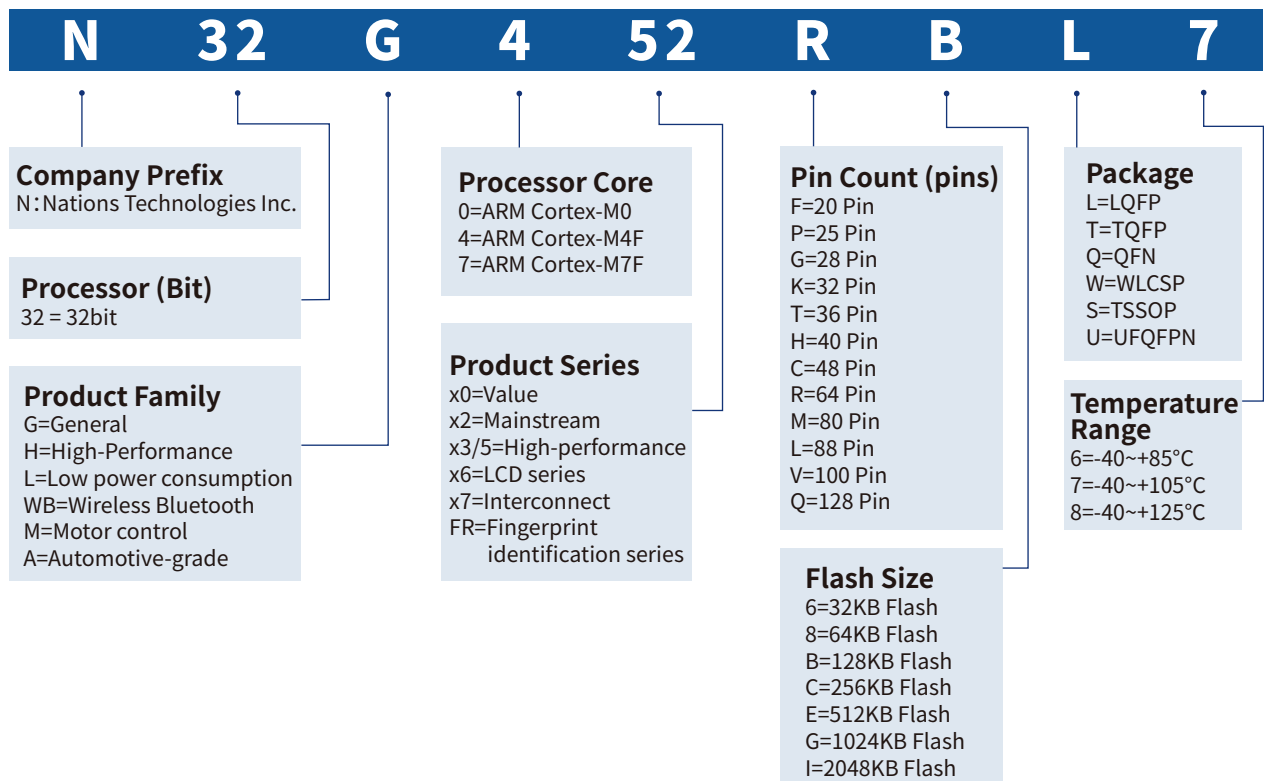 N 32 G 4 52 R B L 7
Company Prefix
N：Nations Technologies Inc.
Processor (Bit)
32 = 32bit
Product Family
G=General
H=High-Performance
L=Low power consumption
WB=Wireless Bluetooth
M=Motor control
A=Automotive-grade
Processor Core
0=ARM Cortex-M0
4=ARM Cortex-M4F
7=ARM Cortex-M7F
Product Series
x0=Value
x2=Mainstream
x3/5=High-performance
x6=LCD series
x7=Interconnect
FR=Fingerprint
identification series
Pin Count (pins)
F=20 Pin
P=25 Pin
G=28 Pin
K=32 Pin
T=36 Pin
H=40 Pin
C=48 Pin
R=64 Pin
M=80 Pin
L=88 Pin
V=100 Pin
Q=128 Pin
Flash Size
6=32KB Flash
8=64KB Flash
B=128KB Flash
C=256KB Flash
E=512KB Flash
G=1024KB Flash
I=2048KB Flash
Package
L=LQFP
T=TQFP
Q=QFN
W=WLCSP
S=TSSOP
U=UFQFPN
Temperature
Range
6=-40~+85°C
7=-40~+105°C
8=-40~+125°C